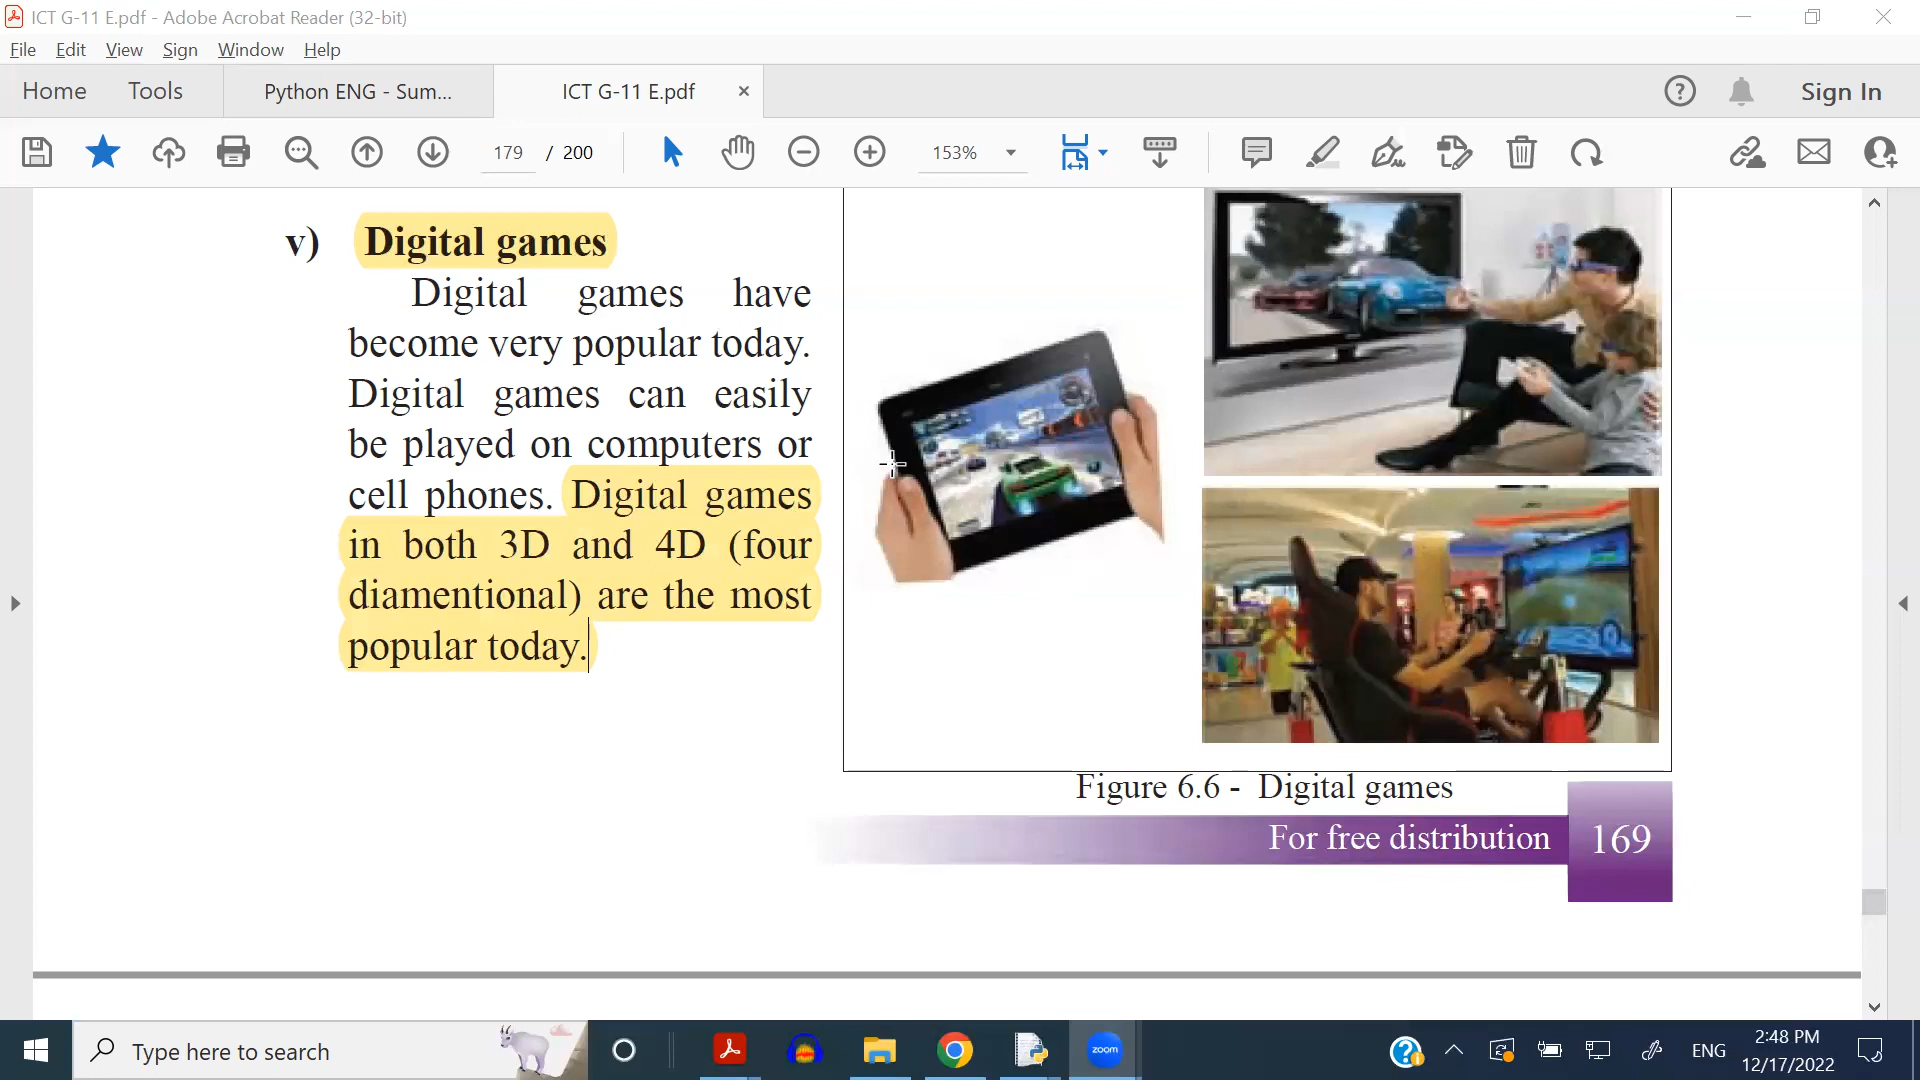 ICT G-11 E.pdf - Adobe Acrobat Reader (32-bit)
File Edit View Sign Window Help
Home Tools Python ENG - Sum... ICT G-11 E.pdf × Sign In
179 / 200 153%
v) Digital games
Digital games have
become very popular today.
Digital games can easily
be played on computers or
cell phones. Digital games
in both 3D and 4D (four
diamentional) are the most
popular today.
Figure 6.6 - Digital games
For free distribution 169
Type here to search zoom ENG 2:48 PM
12/17/2022